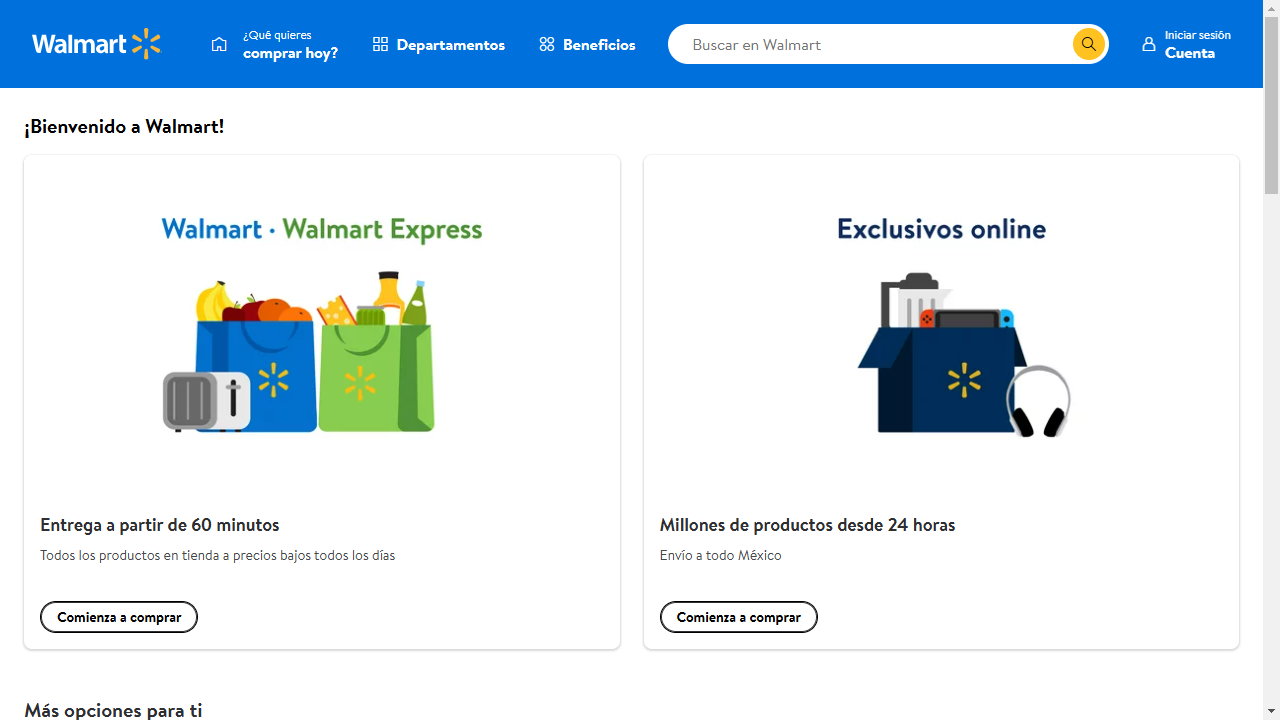 Walmart
¿Qué quieres
comprar hoy?
Departamentos
Beneficios
Buscar en Walmart
Iniciar sesión
Cuenta
¡Bienvenido a Walmart!
Walmart · Walmart Express
Exclusivos online
Entrega a partir de 60 minutos
Todos los productos en tienda a precios bajos todos los días
Comienza a comprar
Millones de productos desde 24 horas
Envío a todo México
Comienza a comprar
Más opciones para ti